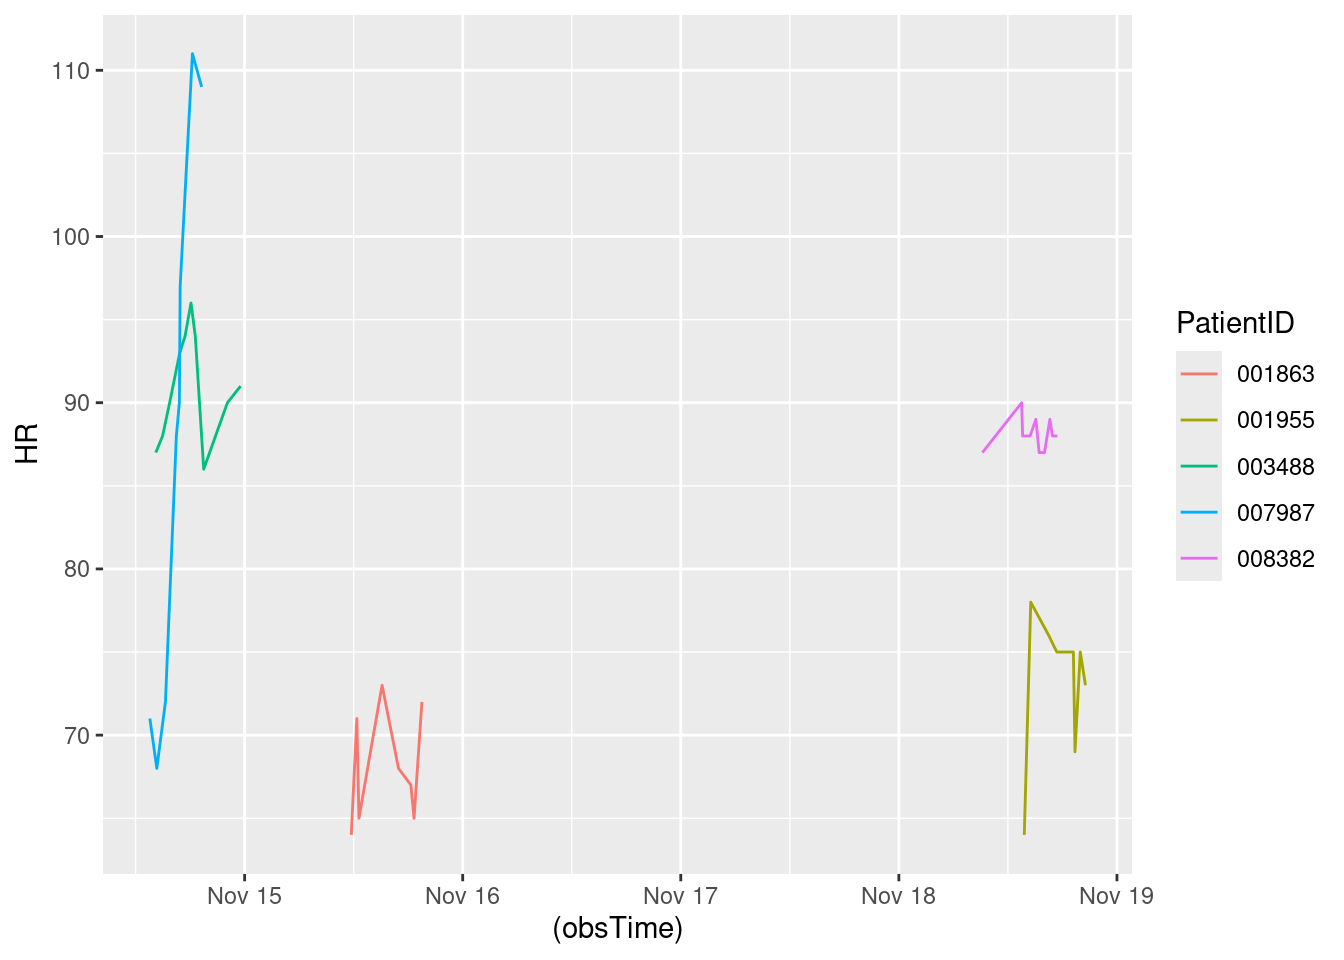 110
100
90
80
70
HR
Nov 15
Nov 16
Nov 17
Nov 18
Nov 19
(obsTime)
PatientID
001863
001955
003488
007987
008382